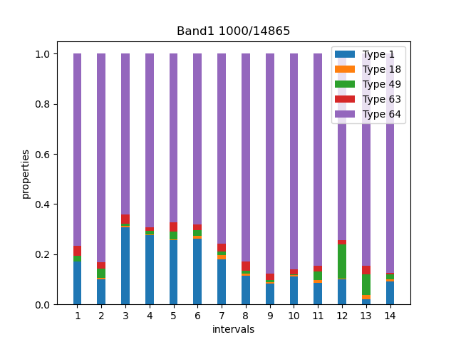 Band1 1000/14865
Type 1
Type 18
Type 49
Type 63
Type 64
properties
1.0
0.8
0.6
0.4
0.2
0.0
1 2 3 4 5 6 7 8 9 10 11 12 13 14
intervals